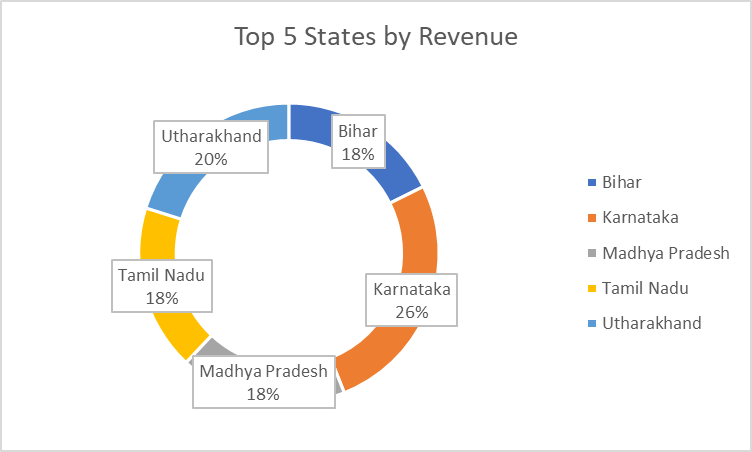 Top 5 States by Revenue
Utharakhand
20%
Bihar
18%
Tamil Nadu
18%
Karnataka
26%
Madhya Pradesh
18%
Bihar
Karnataka
Madhya Pradesh
Tamil Nadu
Utharakhand